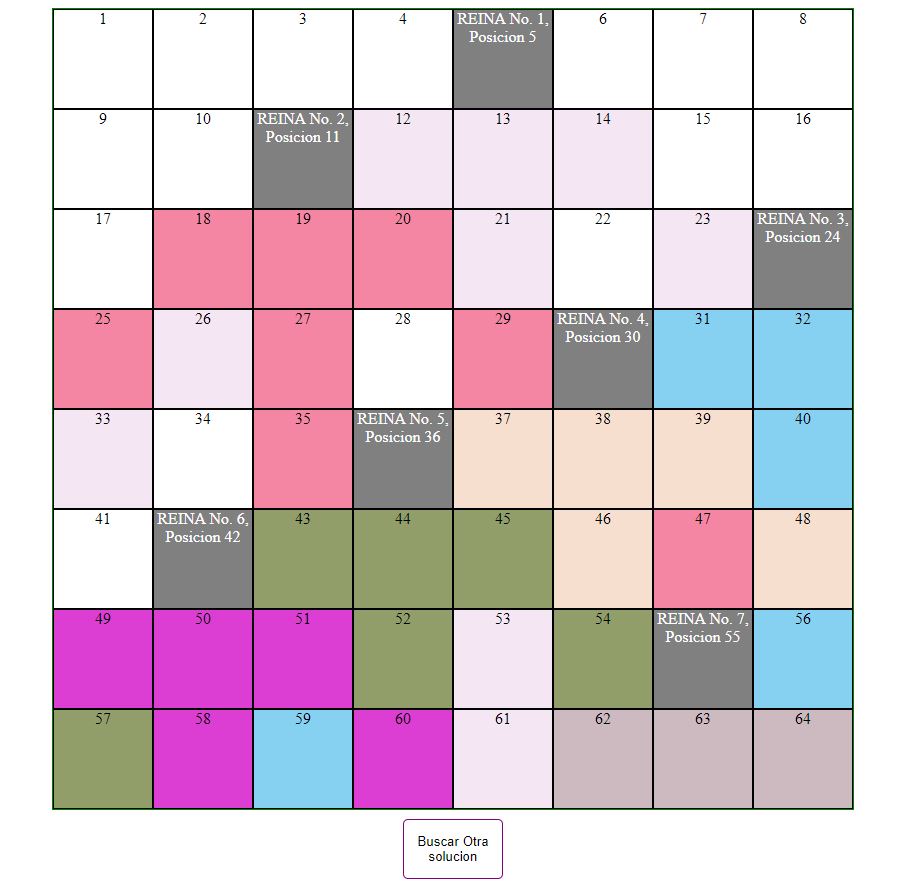 1 2 3 4 REINA No. 1, 6 7 8
Posicion 5
9 10 REINA No. 2, 12 13 14 15 16
Posicion 11
17 18 19 20 21 22 23 REINA No. 3,
Posicion 24
25 26 27 28 29 REINA No. 4, 31 32
Posicion 30
33 34 35 REINA No. 5, 37 38 39 40
Posicion 36
41 REINA No. 6, 43 44 45 46 47 48
Posicion 42
49 50 51 52 53 54 REINA No. 7, 56
Posicion 55
57 58 59 60 61 62 63 64
Buscar Otra
solucion